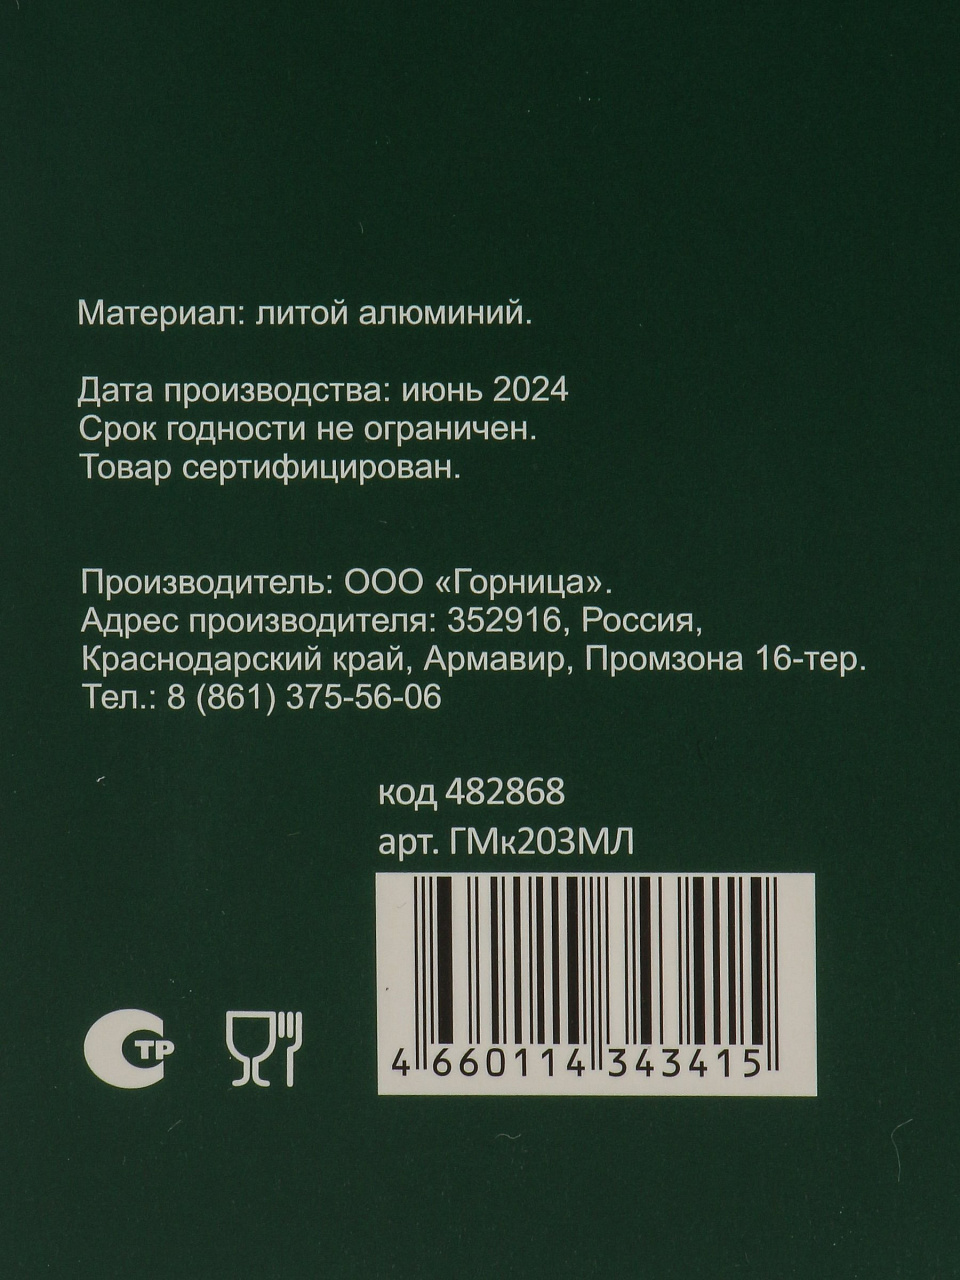 Материал: литой алюминий.
Дата производства: июнь 2024
Срок годности не ограничен.
Товар сертифицирован.
Производитель: ООО «Горница».
Адрес производителя: 352916, Россия,
Краснодарский край, Армавир, Промзона 16-тер.
Тел.: 8 (861) 375-56-06
код 482868
арт. ГМк203МЛ
4 660114 343415
СТР